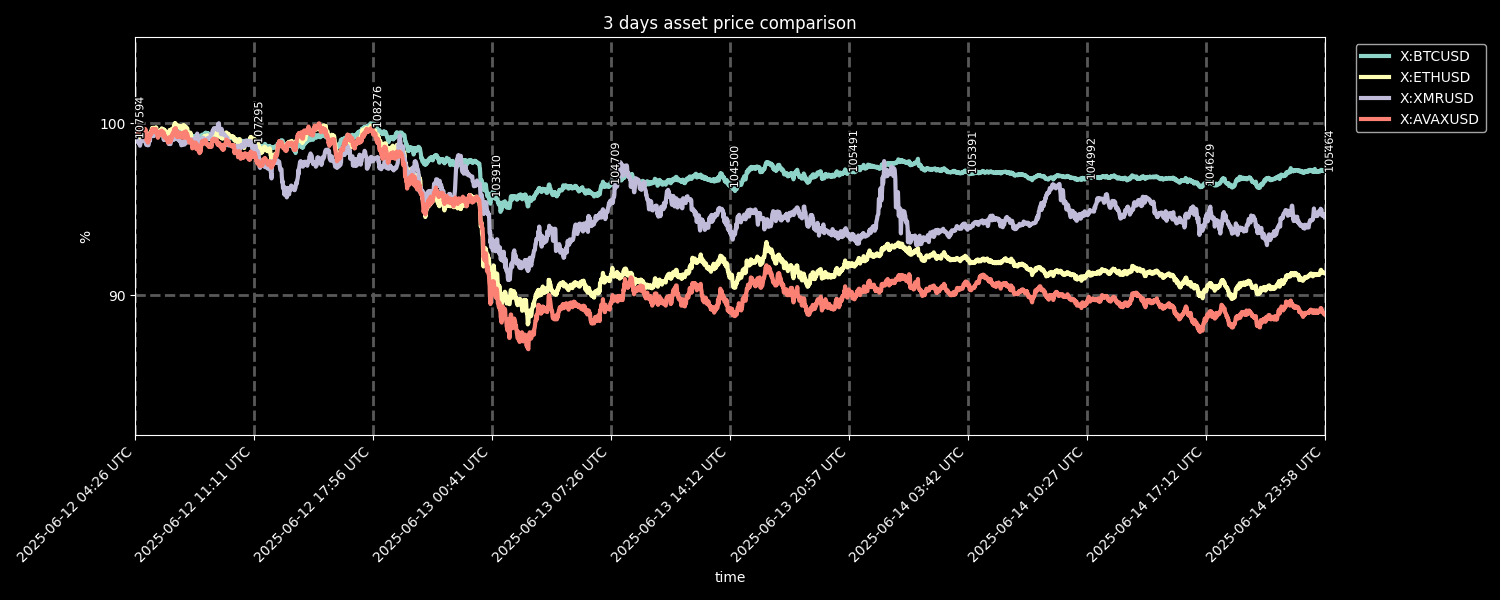 3 days asset price comparison
X:BTCUSD
X:ETHUSD
X:XMRUSD
X:AVAXUSD
%
100
90
107594
107295
108276
103910
104709
104500
105491
105391
104992
104629
105464
2025-06-12 04:26 UTC
2025-06-12 11:11 UTC
2025-06-12 17:56 UTC
2025-06-13 00:41 UTC
2025-06-13 07:26 UTC
2025-06-13 14:12 UTC
2025-06-13 20:57 UTC
2025-06-14 03:42 UTC
2025-06-14 10:27 UTC
2025-06-14 17:12 UTC
2025-06-14 23:58 UTC
time